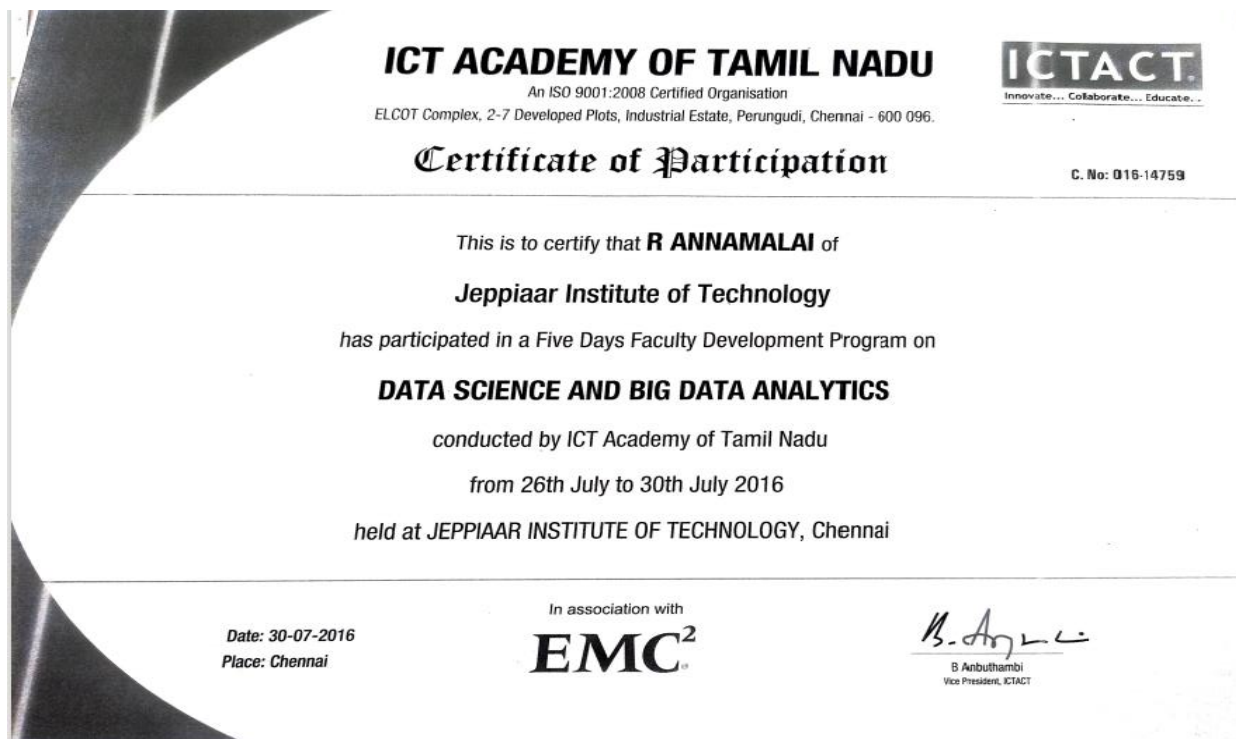 ICT ACADEMY OF TAMIL NADU
An ISO 9001:2008 Certified Organisation
ELCOT Complex, 2-7 Developed Plots, Industrial Estate, Perungudi, Chennai - 600 096.
ICTACT
Innovate... Collaborate... Educate...
Certificate of Participation
C. No: 016-14759
This is to certify that R ANNAMALAI of
Jeppiaar Institute of Technology
has participated in a Five Days Faculty Development Program on
DATA SCIENCE AND BIG DATA ANALYTICS
conducted by ICT Academy of Tamil Nadu
from 26th July to 30th July 2016
held at JEPPIAAR INSTITUTE OF TECHNOLOGY, Chennai
Date: 30-07-2016
Place: Chennai
In association with
EMC²
B Anbuthambi
Vice President, ICTACT